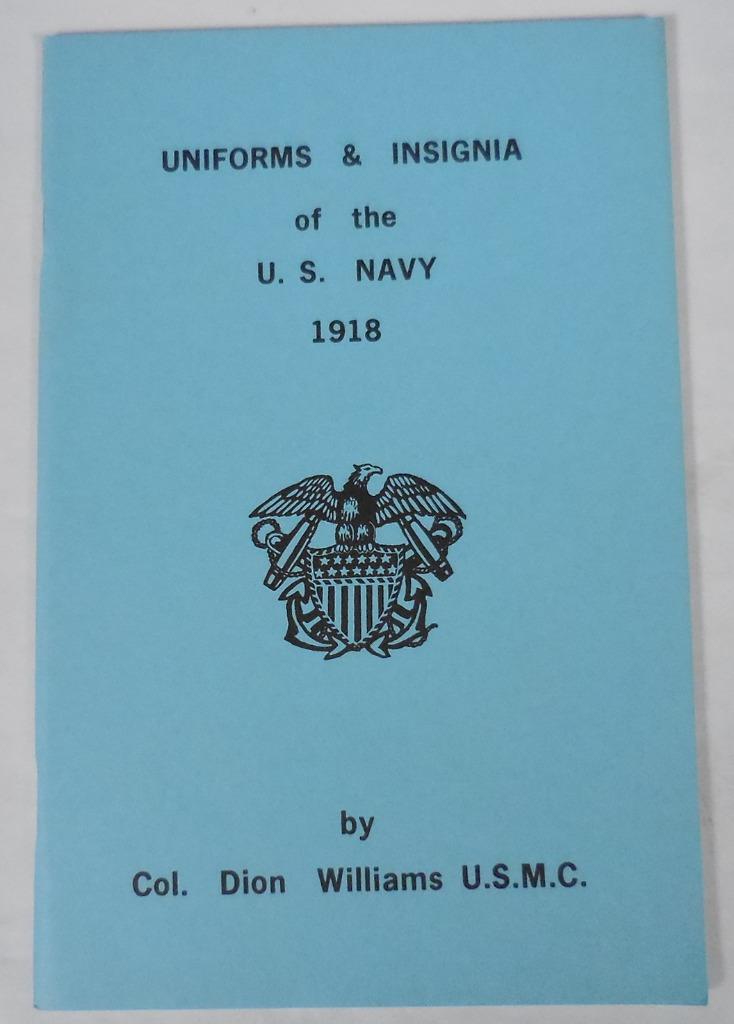 UNIFORMS & INSIGNIA
of the
U. S. NAVY
1918
by
Col. Dion Williams U.S.M.C.